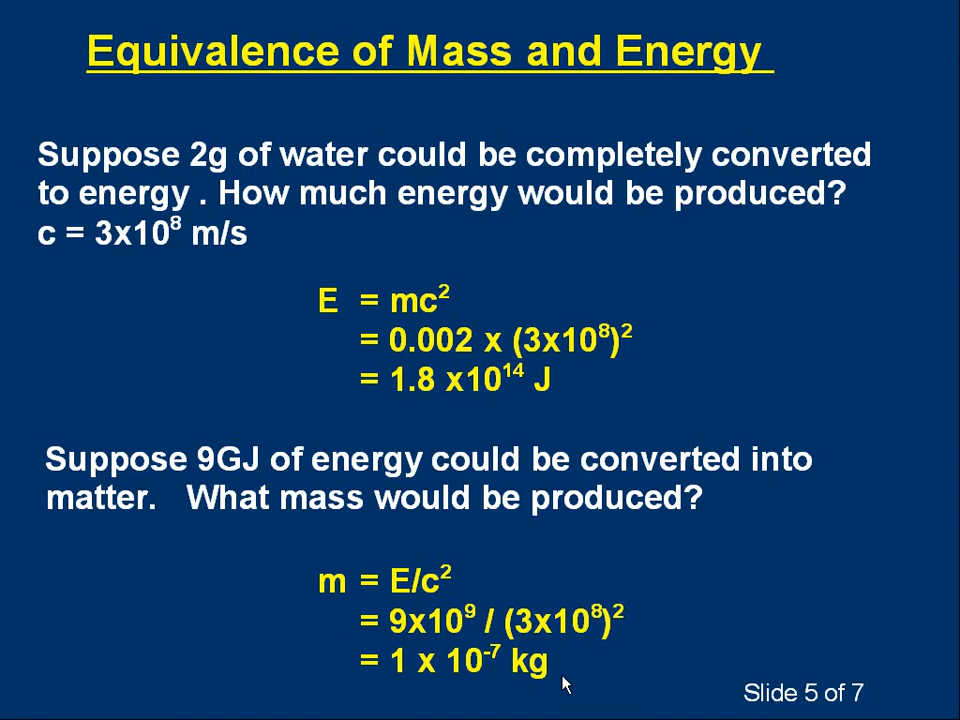 Equivalence of Mass and Energy
Suppose 2g of water could be completely converted
to energy . How much energy would be produced?
c = 3x10⁸ m/s
E = mc²
= 0.002 x (3x10⁸)²
= 1.8 x10¹⁴ J
Suppose 9GJ of energy could be converted into
matter. What mass would be produced?
m = E/c²
= 9x10⁹ / (3x10⁸)²
= 1 x 10⁻⁷ kg
Slide 5 of 7